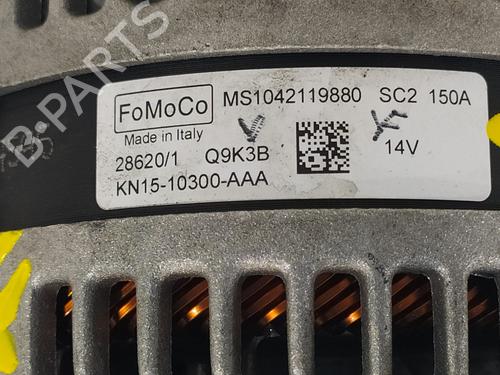 B-PARTS
FoMoCo MS1042119880 SC2 150A
Made in Italy
28620/1 Q9K3B 14V
KN15-10300-AAA